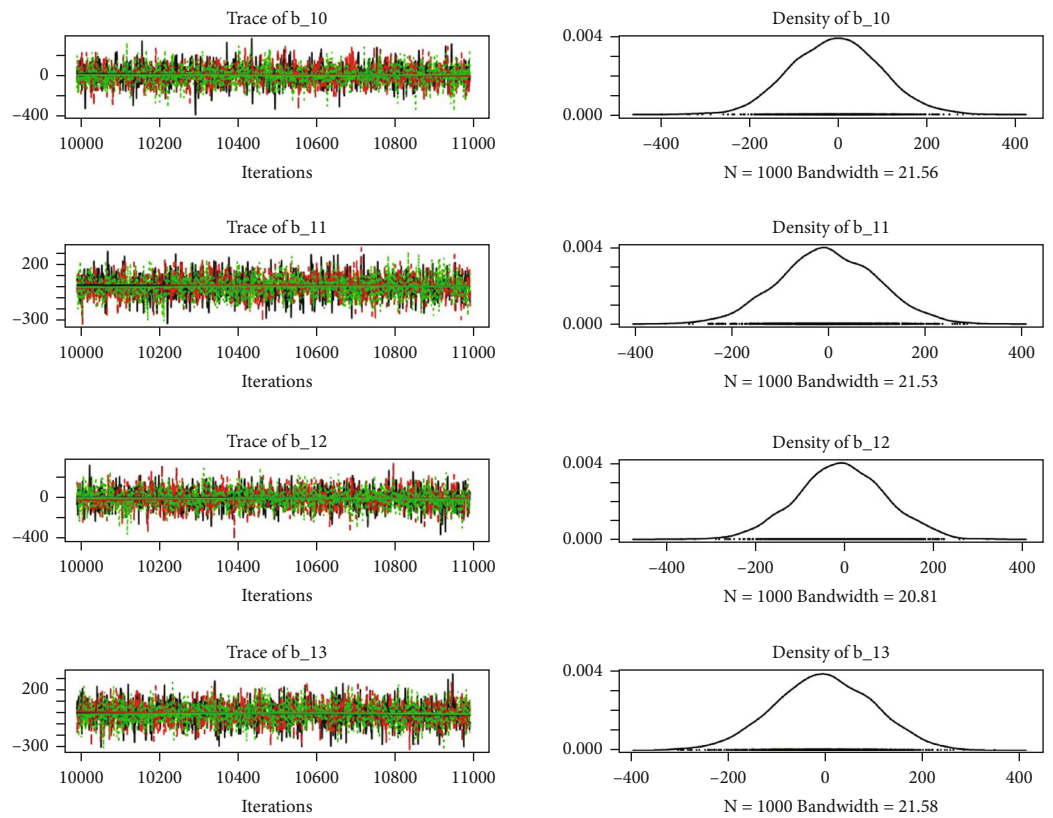 Trace of b_10
0
−400
10000 10200 10400 10600 10800 11000
Iterations
Density of b_10
0.004
0.000
−400 −200 0 200 400
N = 1000 Bandwidth = 21.56
Trace of b_11
200
−300
10000 10200 10400 10600 10800 11000
Iterations
Density of b_11
0.004
0.000
−400 −200 0 200 400
N = 1000 Bandwidth = 21.53
Trace of b_12
0
−400
10000 10200 10400 10600 10800 11000
Iterations
Density of b_12
0.004
0.000
−400 −200 0 200 400
N = 1000 Bandwidth = 20.81
Trace of b_13
200
−300
10000 10200 10400 10600 10800 11000
Iterations
Density of b_13
0.004
0.000
−400 −200 0 200 400
N = 1000 Bandwidth = 21.58